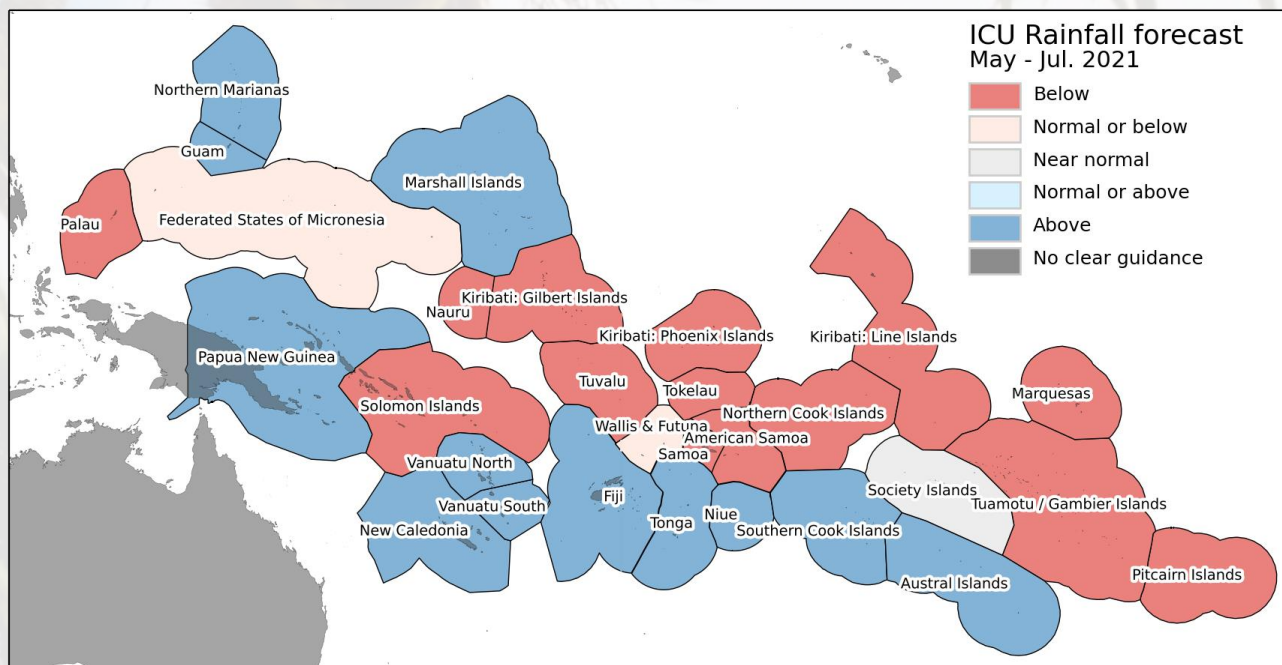 ICU Rainfall forecast
May - Jul. 2021
Below
Normal or below
Near normal
Normal or above
Above
No clear guidance
Northern Marianas
Guam
Marshall Islands
Federated States of Micronesia
Palau
Nauru
Kiribati: Gilbert Islands
Kiribati: Phoenix Islands
Kiribati: Line Islands
Papua New Guinea
Tuvalu
Tokelau
Marquesas
Solomon Islands
Northern Cook Islands
Wallis & Futuna
American Samoa
Samoa
Vanuatu North
Society Islands
Fiji
Vanuatu South
Tuamotu / Gambier Islands
Niue
Tonga
New Caledonia
Southern Cook Islands
Pitcairn Islands
Austral Islands